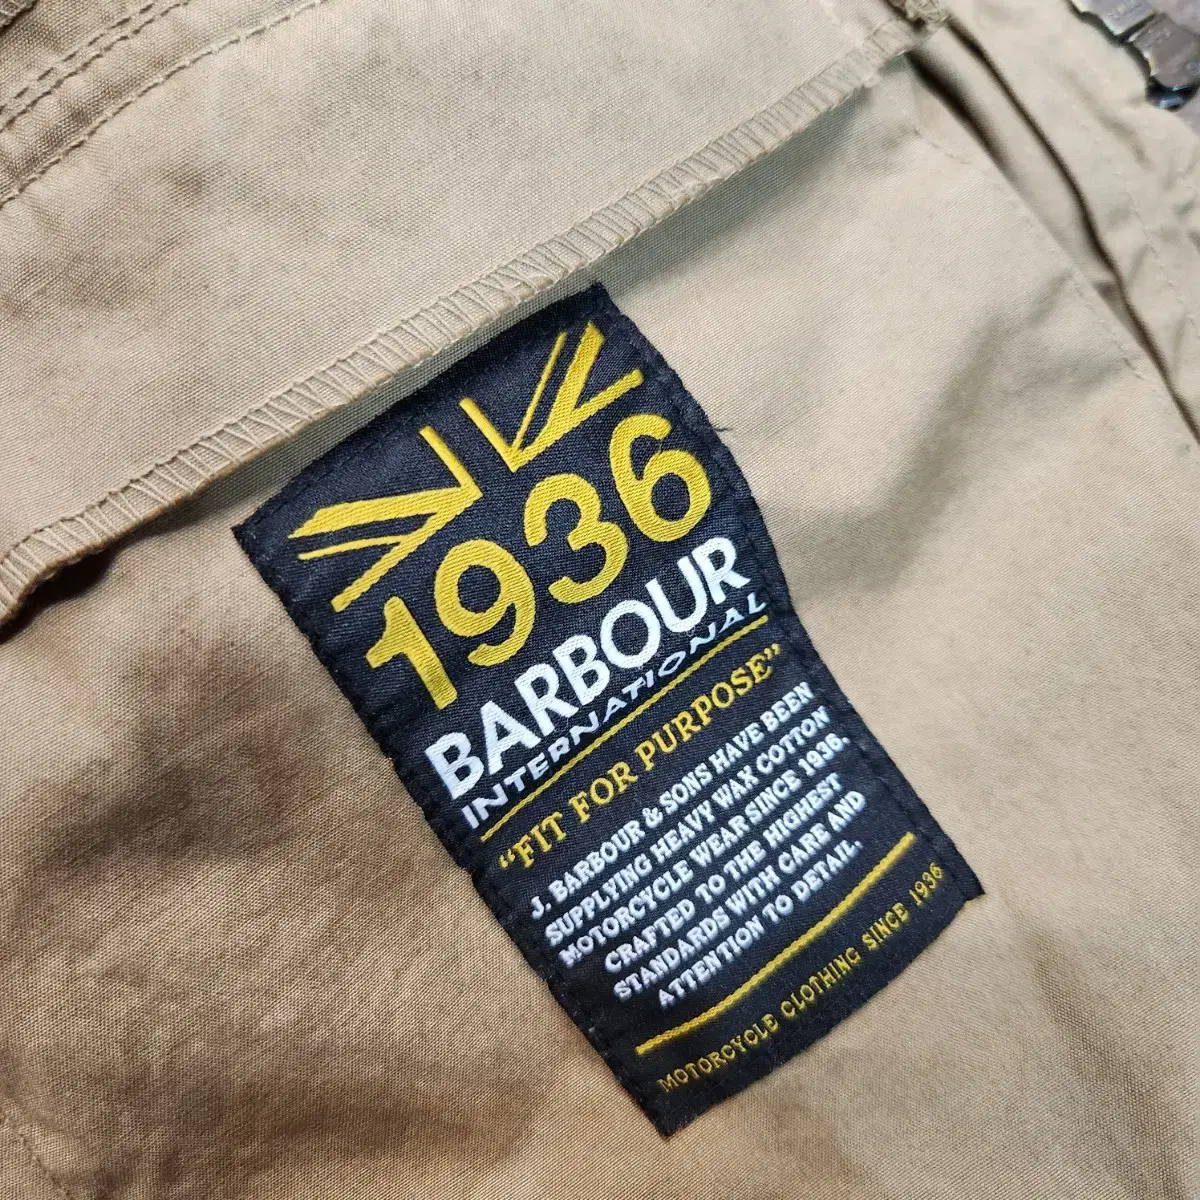 1936
BARBOUR
INTERNATIONAL
"FIT FOR PURPOSE"
J. BARBOUR & SONS HAVE BEEN
SUPPLYING HEAVY WAX COTTON
MOTORCYCLE WEAR SINCE 1936.
CRAFTED TO THE HIGHEST
STANDARDS WITH CARE AND
ATTENTION TO DETAIL.
MOTORCYCLE CLOTHING SINCE 1936